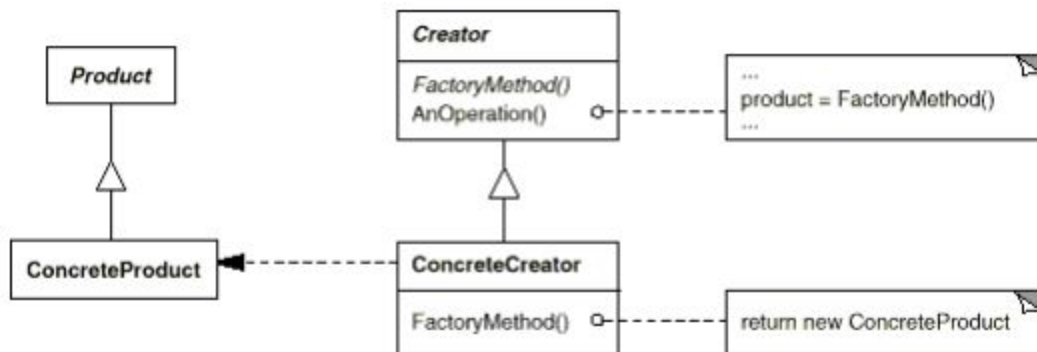 Product
Creator
FactoryMethod()
AnOperation()
...
product = FactoryMethod()
...
ConcreteProduct
ConcreteCreator
FactoryMethod()
return new ConcreteProduct